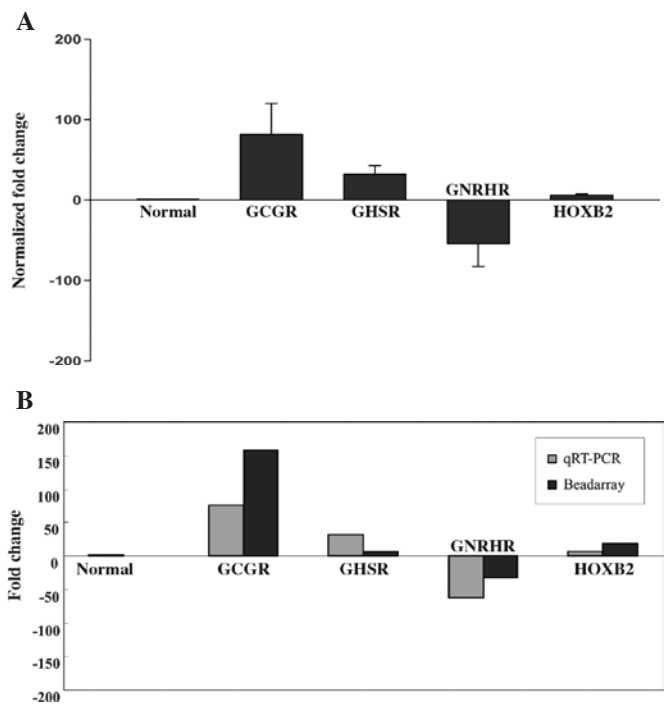 A
Normalized fold change
200
100
0
-100
-200
Normal
GCGR
GHSR
GNRHR
HOXB2
B
Fold change
200
150
100
50
0
-50
-100
-150
-200
qRT-PCR
Beadarray
Normal
GCGR
GHSR
GNRHR
HOXB2